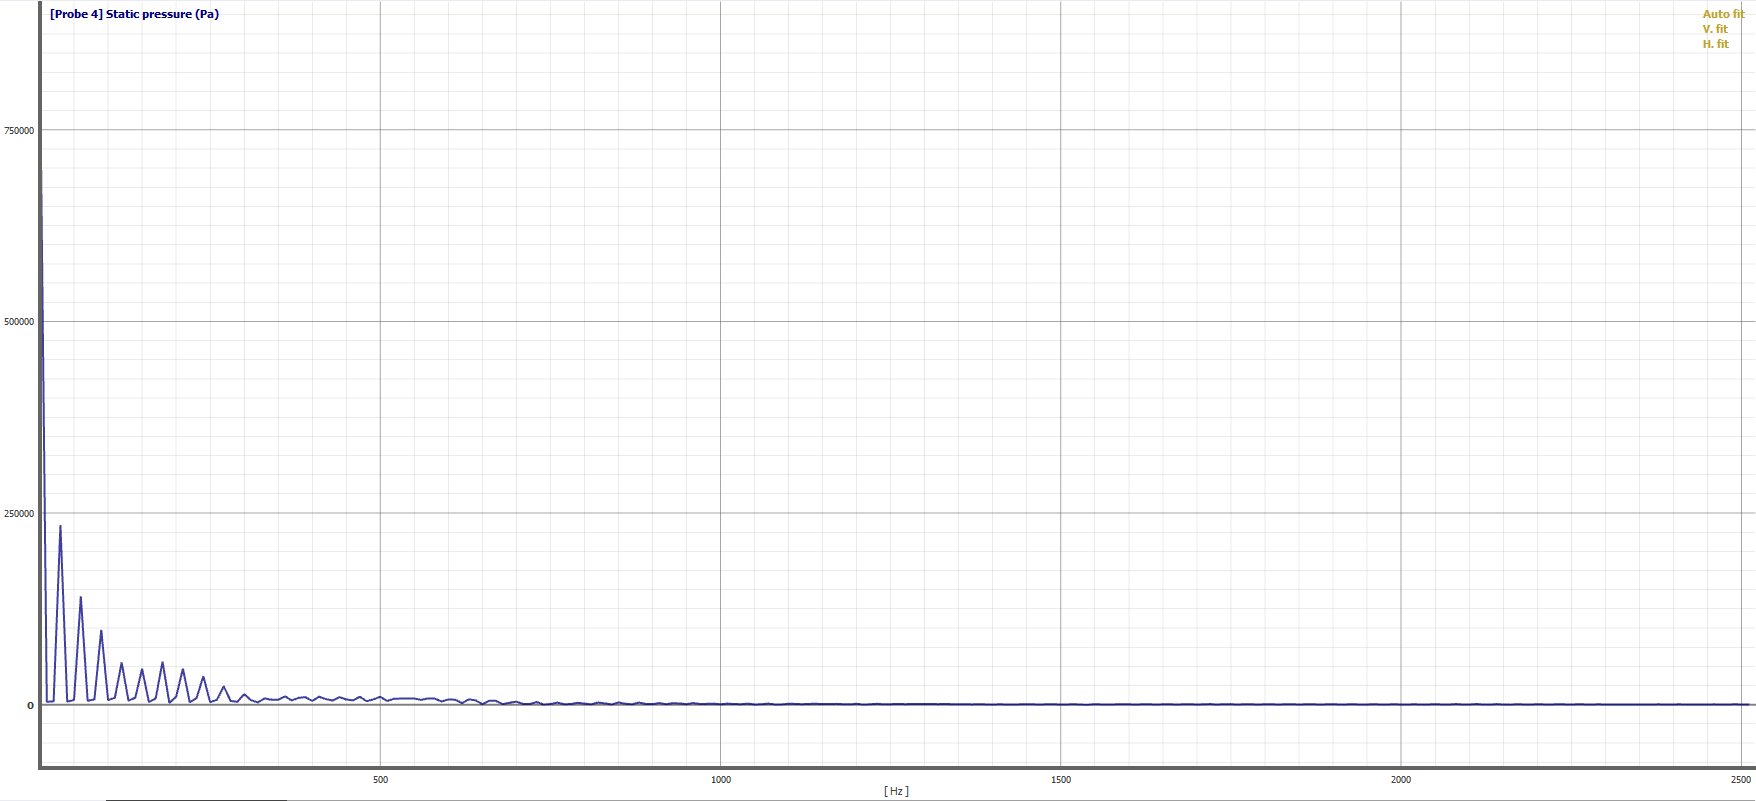 [Probe 4] Static pressure (Pa)
Auto fit
V. fit
H. fit
750000
500000
250000
0
500
1000
1500
2000
2500
[ Hz ]